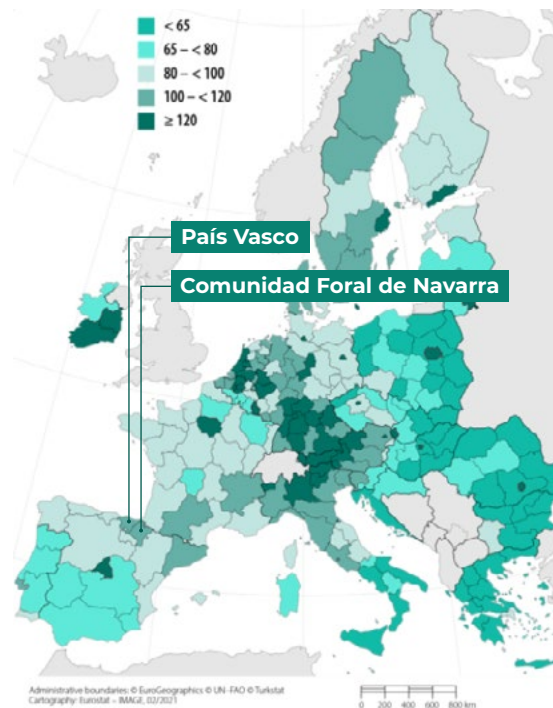 < 65
65 – < 80
80 – < 100
100 – < 120
≥ 120
País Vasco
Comunidad Foral de Navarra
Administrative boundaries: © EuroGeographics © UN–FAO © Turkstat
Cartography: Eurostat – IMAGE, 02/2021
0 200 400 600 800 km